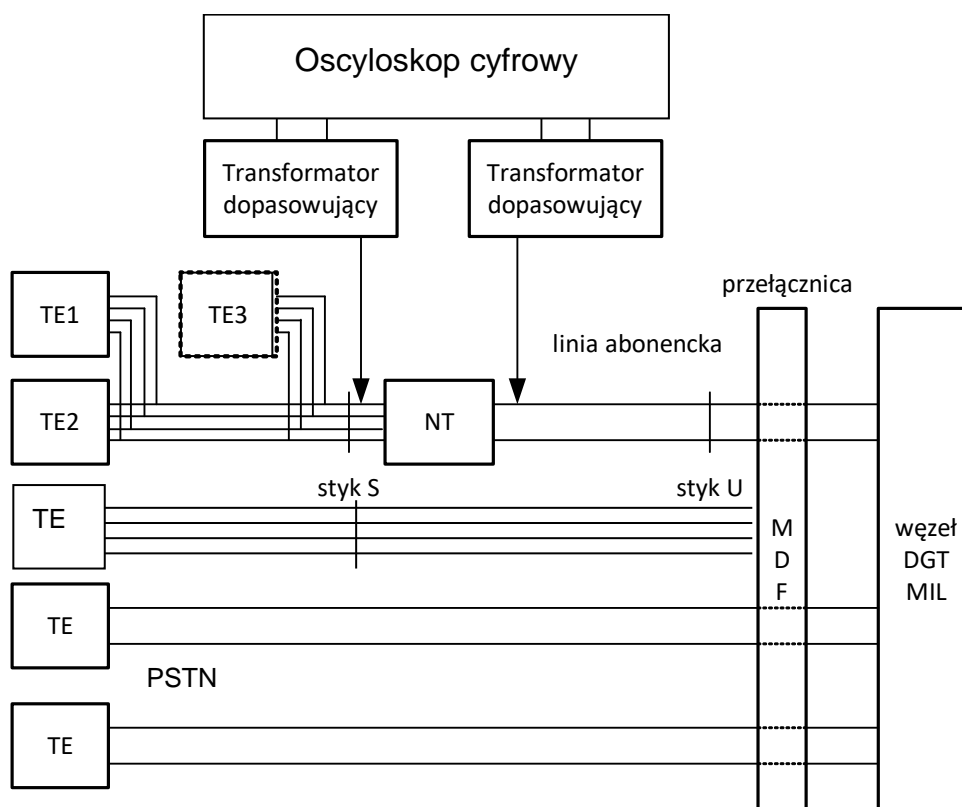 Oscyloskop cyfrowy
Transformator
dopasowujący
Transformator
dopasowujący
przełącznica
TE1
TE3
linia abonencka
TE2
NT
styk S
styk U
TE
M
D
F
węzeł
DGT
MIL
TE
PSTN
TE